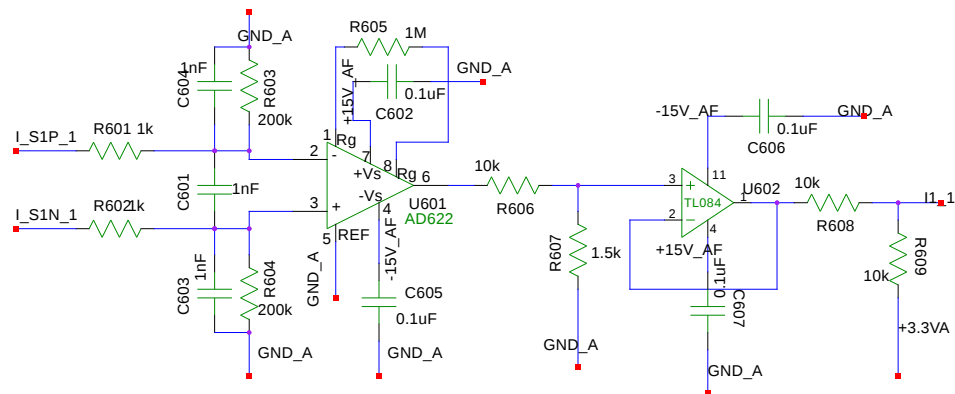 GND_A
R605
1M
1nF
C604
R603
200k
+15V_AF
C602
0.1uF
GND_A
I_S1P_1
R601 1k
1
Rg
2
-
7
+Vs
8
Rg
6
C601
1nF
-Vs
4
U601
AD622
I_S1N_1
R602
1k
3
+
5
REF
GND_A
-15V_AF
1nF
C603
R604
200k
GND_A
C605
0.1uF
GND_A
10k
R606
R607
1.5k
GND_A
-15V_AF
C606
0.1uF
GND_A
11
3
+
TL084
2
-
U602
1
4
+15V_AF
0.1uF
C607
GND_A
10k
R608
I1_1
R609
10k
+3.3VA